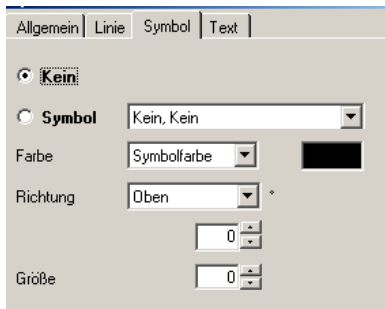 Allgemein Linie Symbol Text
Kein
Symbol Kein, Kein
Farbe Symbolfarbe
Richtung Oben °
0
Größe 0